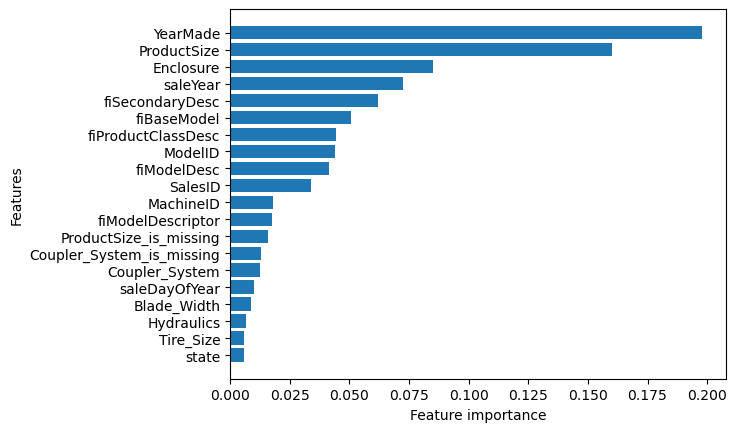 YearMade
ProductSize
Enclosure
saleYear
fiSecondaryDesc
fiBaseModel
fiProductClassDesc
ModelID
fiModelDesc
SalesID
MachineID
fiModelDescriptor
ProductSize_is_missing
Coupler_System_is_missing
Coupler_System
saleDayOfYear
Blade_Width
Hydraulics
Tire_Size
state
Features
0.000 0.025 0.050 0.075 0.100 0.125 0.150 0.175 0.200
Feature importance